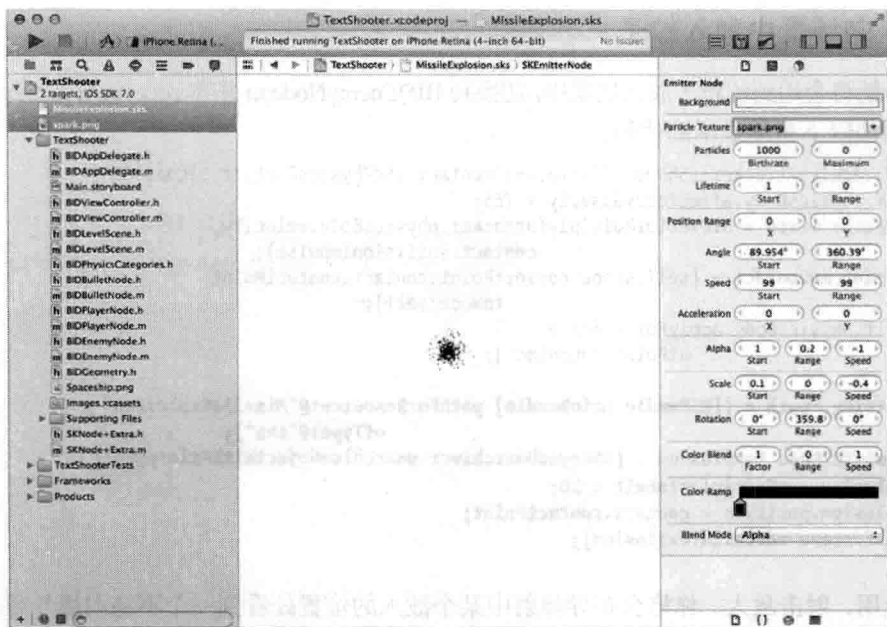 TextShooter.xcodeproj — MissileExplosion.sks
iPhone Retina (...
Finished running TextShooter on iPhone Retina (4-inch 64-bit)
No Issues
TextShooter
MissileExplosion.sks
SKEmitterNode
TextShooter
2 targets, iOS SDK 7.0
MissileExplosion.sks
spark.png
TextShooter
BIDAppDelegate.h
BIDAppDelegate.m
Main.storyboard
BIDViewController.h
BIDViewController.m
BIDLevelScene.h
BIDLevelScene.m
BIDPhysicsCategories.h
BIDBulletNode.h
BIDBulletNode.m
BIDPlayerNode.h
BIDPlayerNode.m
BIDEnemyNode.h
BIDEnemyNode.m
BIDGeometry.h
Spaceship.png
Images.xcassets
Supporting Files
SKNode+Extra.h
SKNode+Extra.m
TextShooterTests
Frameworks
Products
Emitter Node
Background
Particle Texture spark.png
Particles 1000 0
Birthrate Maximum
Lifetime 1 0
Start Range
Position Range 0 0
X Y
Angle 89.954° 360.39°
Start Range
Speed 99 99
Start Range
Acceleration 0 0
X Y
Alpha 1 0.2 -1
Start Range Speed
Scale 0.1 0 -0.4
Start Range Speed
Rotation 0° 359.8 0°
Start Range Speed
Color Blend 1 0 1
Factor Range Speed
Color Ramp
Blend Mode Alpha